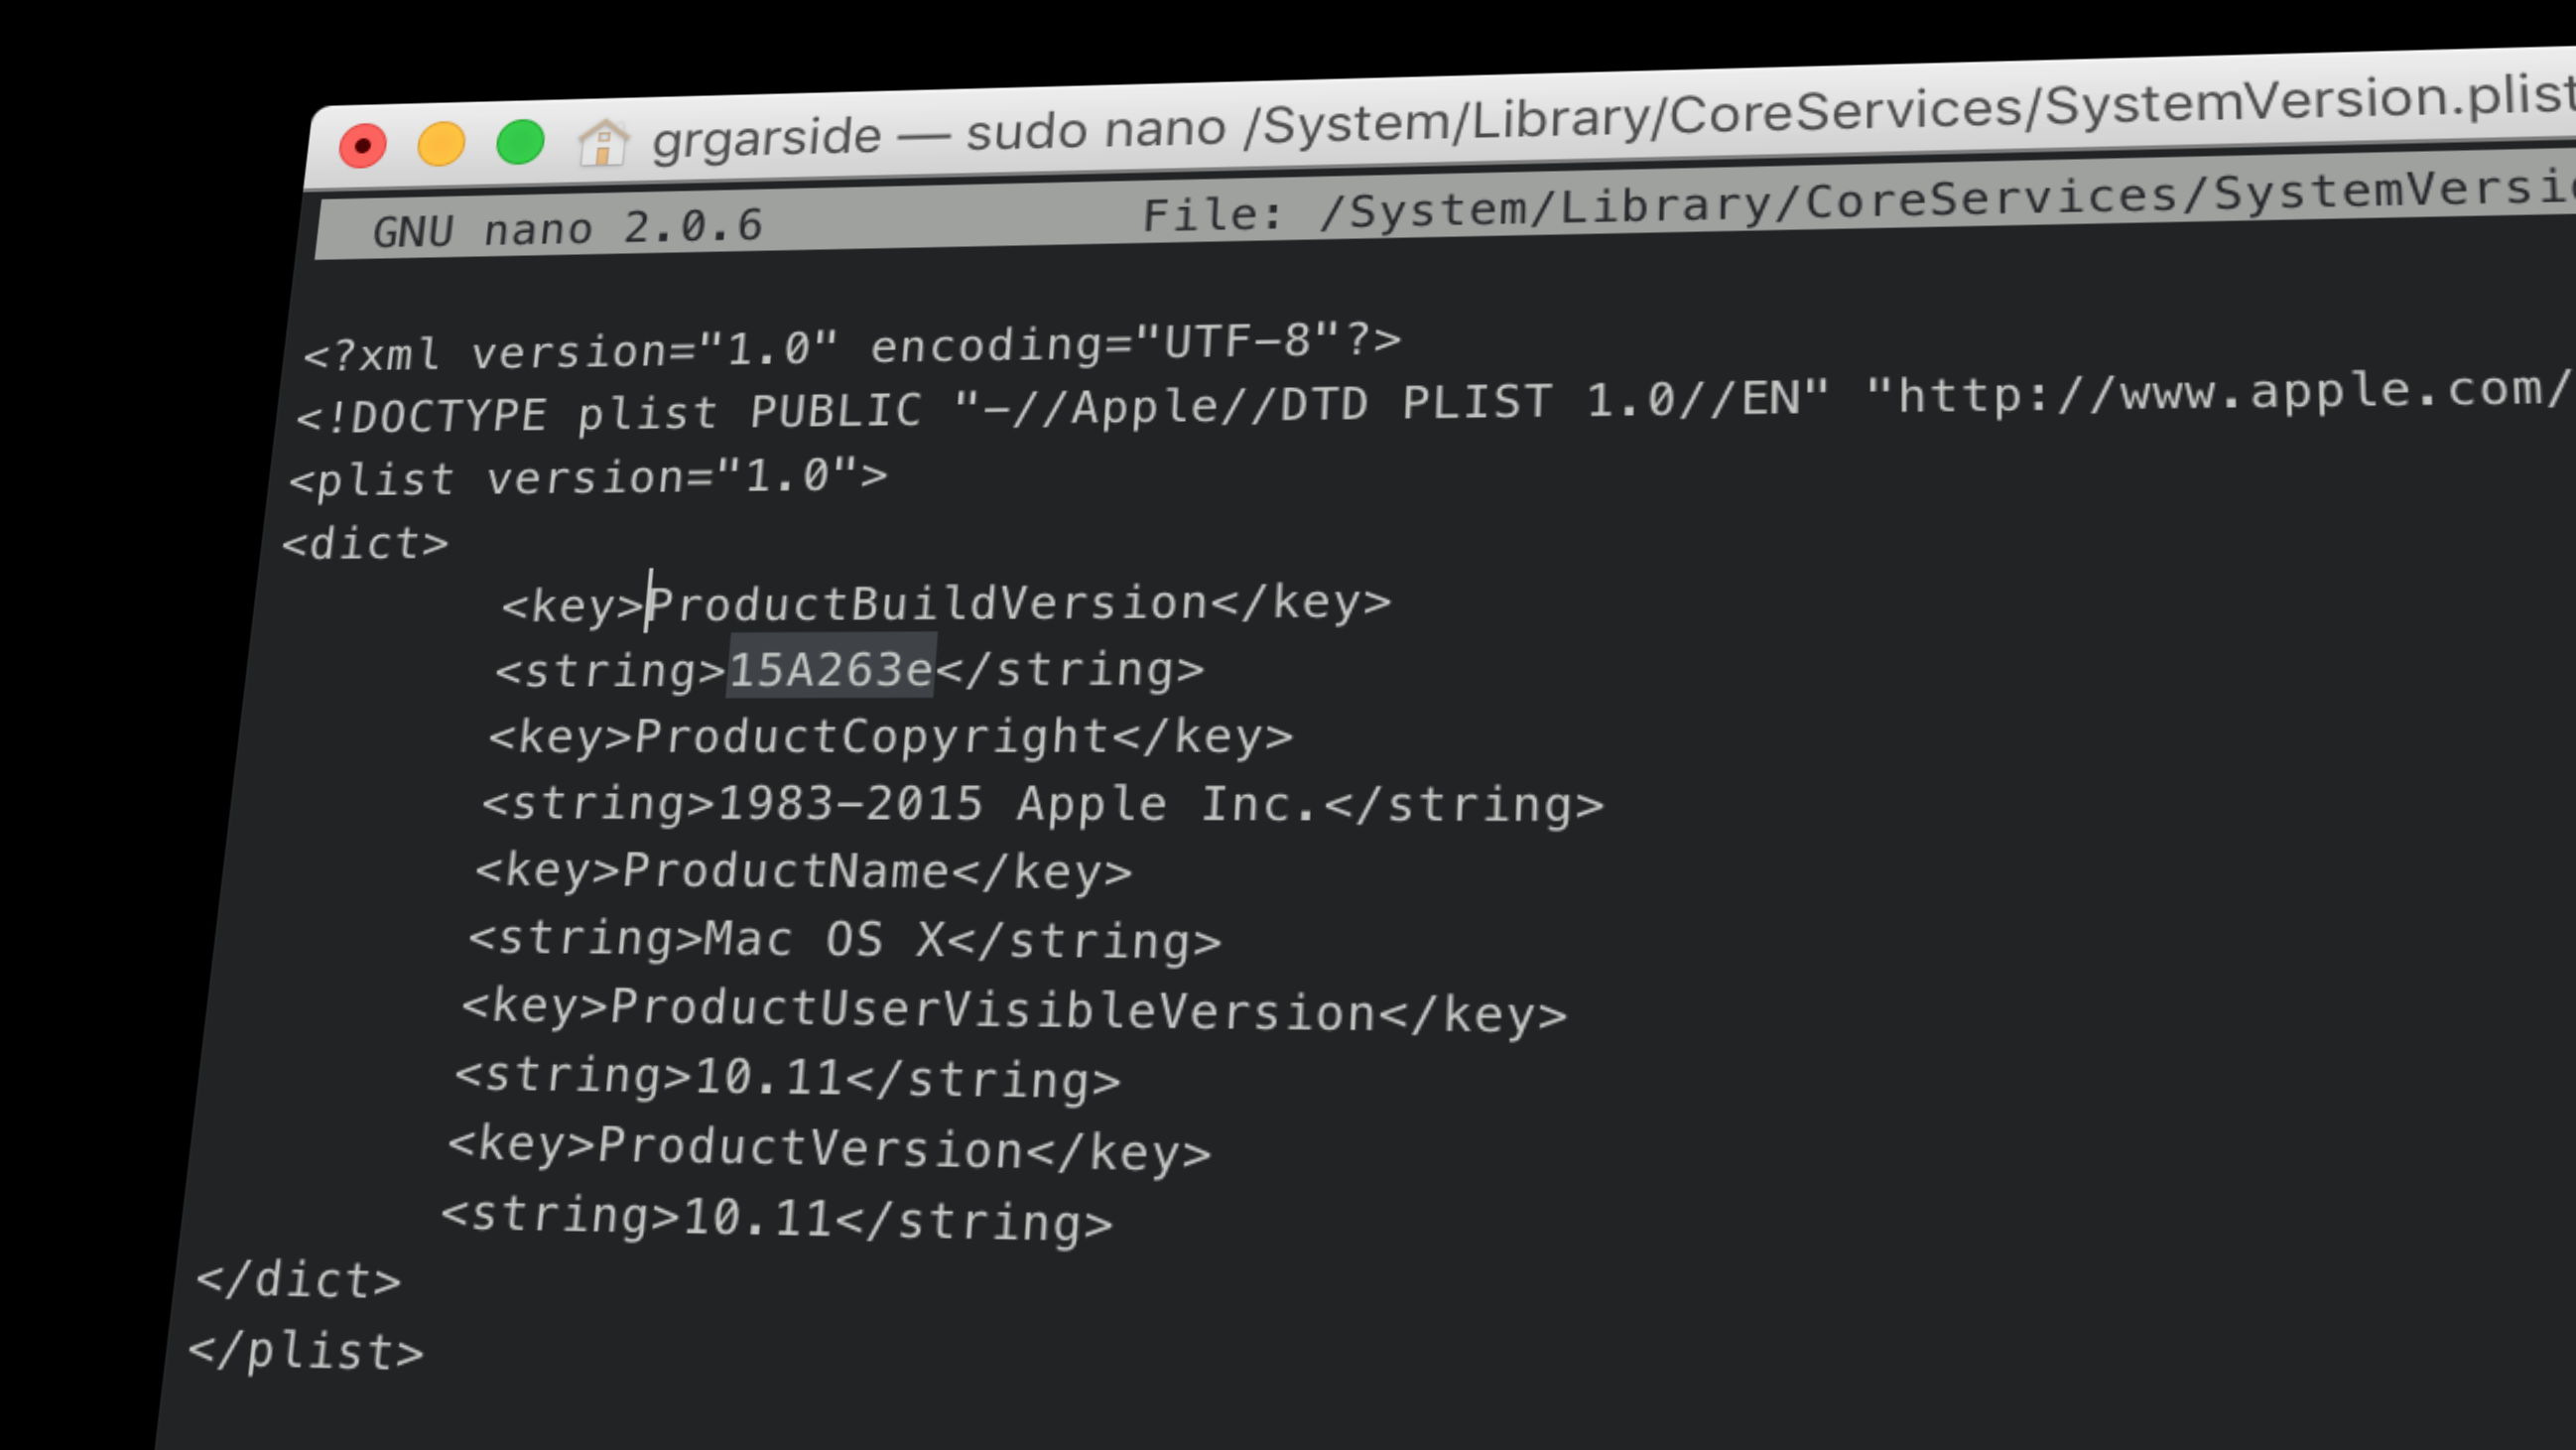 grgarside — sudo nano /System/Library/CoreServices/SystemVersion.plist
GNU nano 2.0.6 File: /System/Library/CoreServices/
<?xml version="1.0" encoding="UTF-8"?>
<!DOCTYPE plist PUBLIC "-//Apple//DTD PLIST 1.0//EN" "http://www.apple.com/
<plist version="1.0">
<dict>
<key>ProductBuildVersion</key>
<string>15A263e</string>
<key>ProductCopyright</key>
<string>1983-2015 Apple Inc.</string>
<key>ProductName</key>
<string>Mac OS X</string>
<key>ProductUserVisibleVersion</key>
<string>10.11</string>
<key>ProductVersion</key>
<string>10.11</string>
</dict>
</plist>